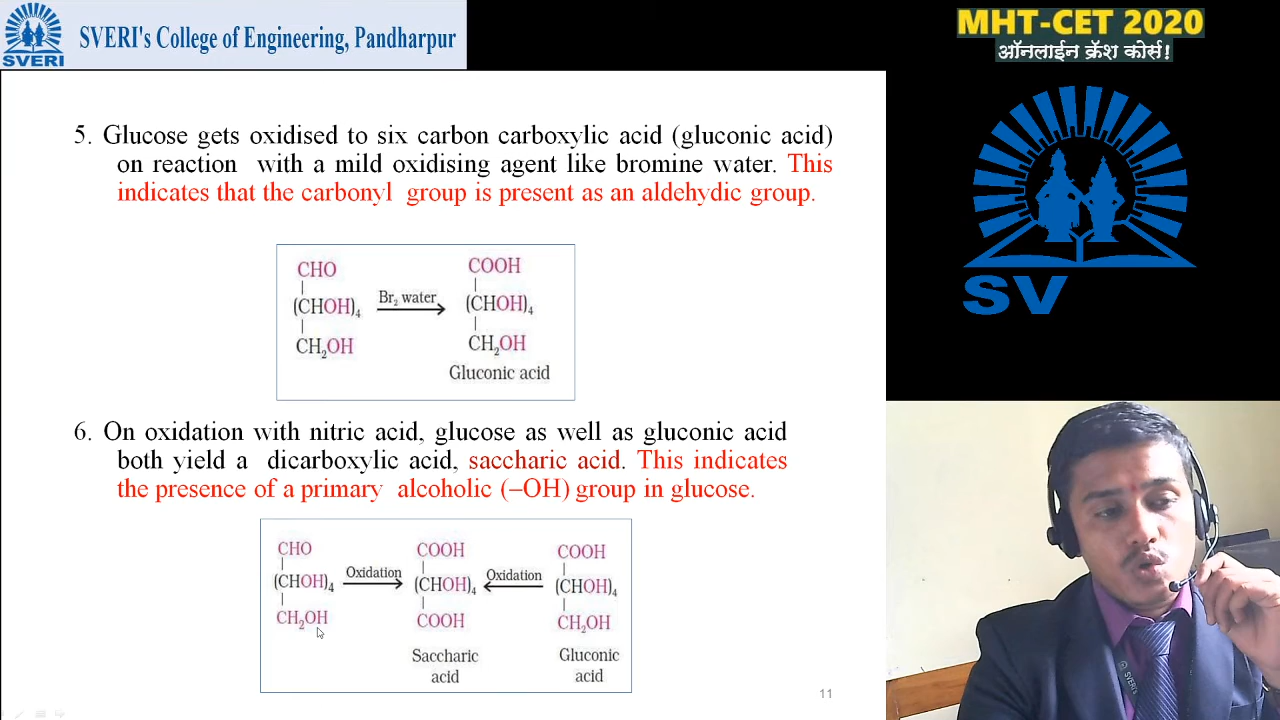 SVERI
SVERI's College of Engineering, Pandharpur
MHT-CET 2020
ऑनलाईन क्रॅश कोर्स!
SV
5. Glucose gets oxidised to six carbon carboxylic acid (gluconic acid)
on reaction with a mild oxidising agent like bromine water. This
indicates that the carbonyl group is present as an aldehydic group.
CHO
(CHOH)₄
CH₂OH
Br₂ water
COOH
(CHOH)₄
CH₂OH
Gluconic acid
6. On oxidation with nitric acid, glucose as well as gluconic acid
both yield a dicarboxylic acid, saccharic acid. This indicates
the presence of a primary alcoholic (–OH) group in glucose.
CHO
(CHOH)₄
CH₂OH
Oxidation
COOH
(CHOH)₄
COOH
Saccharic
acid
Oxidation
COOH
(CHOH)₄
CH₂OH
Gluconic
acid
11
SVERI's